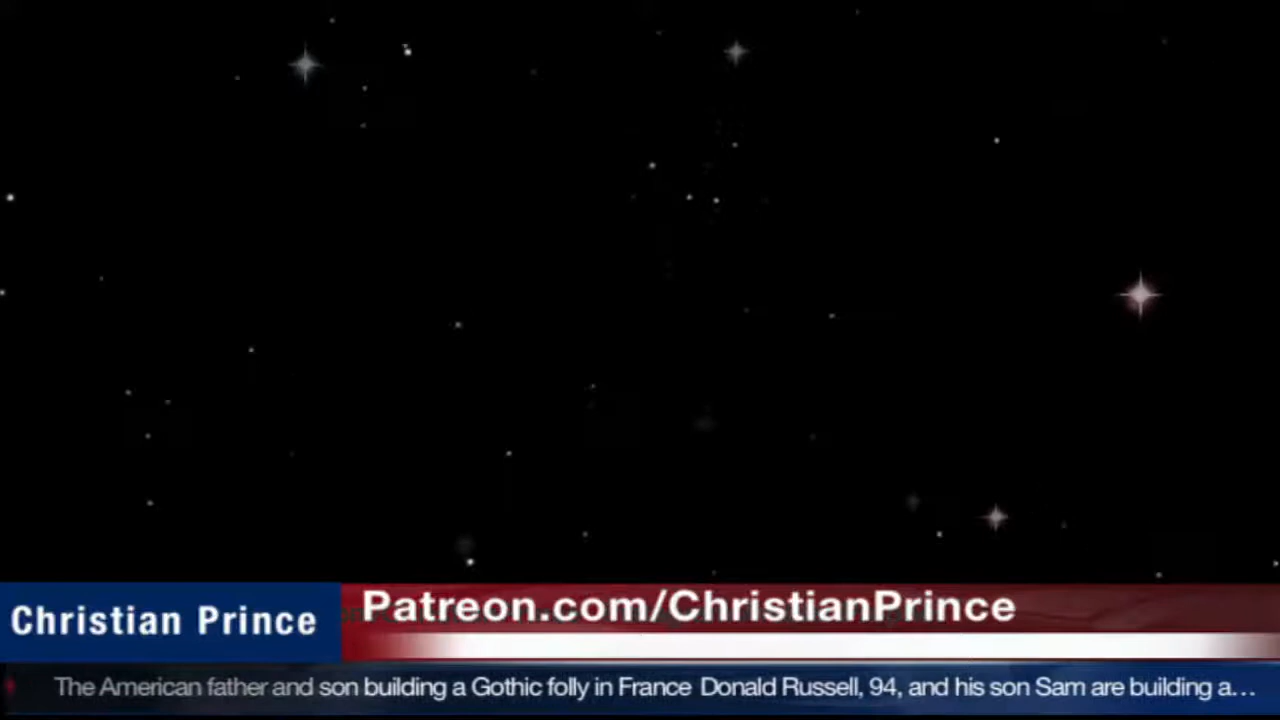 Christian Prince
Patreon.com/ChristianPrince
The American father and son building a Gothic folly in France Donald Russell, 94, and his son Sam are building a…